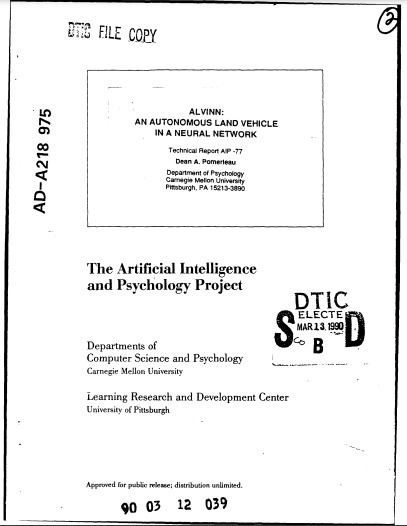 2
DTIC FILE COPY
AD-A218 975
ALVINN:
AN AUTONOMOUS LAND VEHICLE
IN A NEURAL NETWORK
Technical Report AIP -77
Dean A. Pomerleau
Department of Psychology
Carnegie Mellon University
Pittsburgh, PA 15213-3890
The Artificial Intelligence
and Psychology Project
DTIC
ELECTE
S MAR 13, 1990 D
B
Departments of
Computer Science and Psychology
Carnegie Mellon University
Learning Research and Development Center
University of Pittsburgh
Approved for public release; distribution unlimited.
90 03 12 039